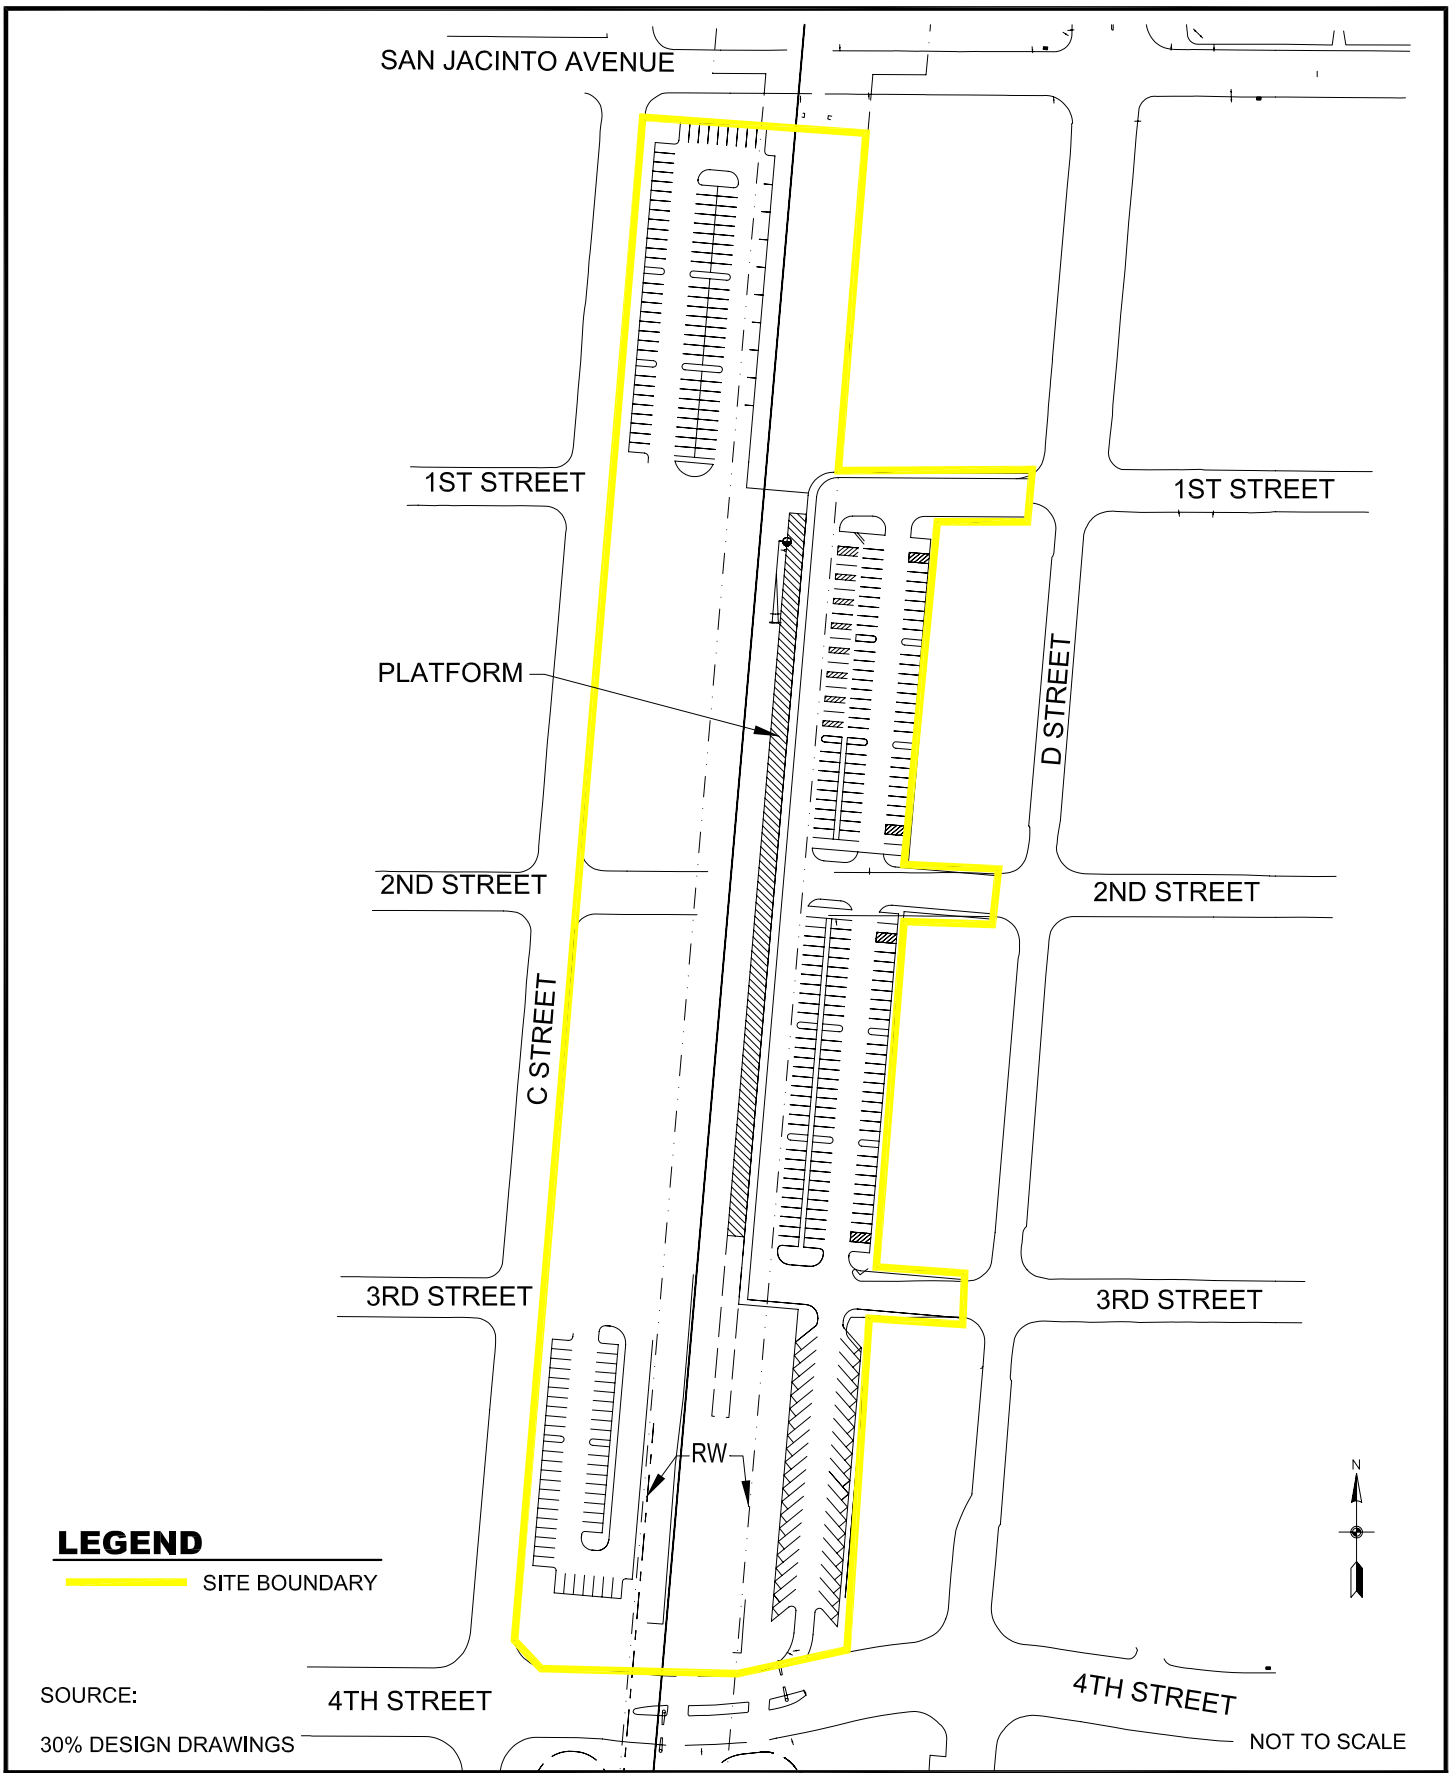 SAN JACINTO AVENUE
1ST STREET
1ST STREET
PLATFORM
D STREET
2ND STREET
2ND STREET
C STREET
3RD STREET
3RD STREET
RW
N
LEGEND
SITE BOUNDARY
SOURCE:
4TH STREET
4TH STREET
30% DESIGN DRAWINGS
NOT TO SCALE